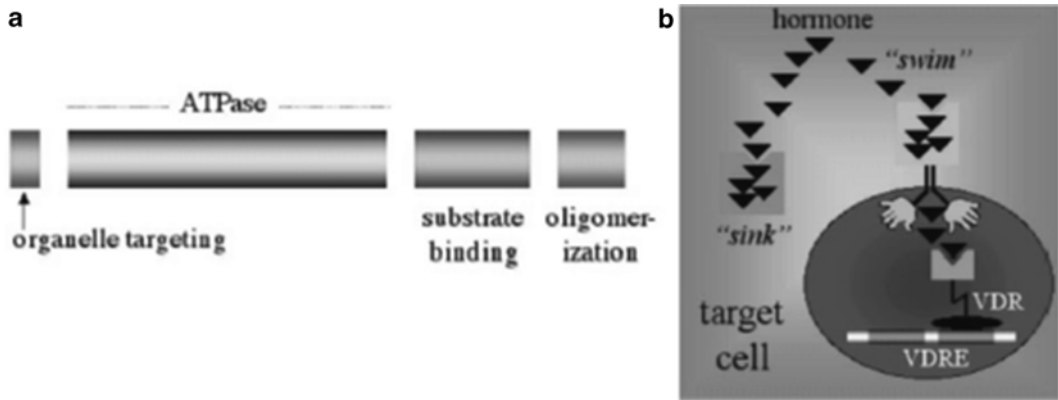 a
ATPase
organelle targeting
substrate
binding
oligomer-
ization
b
hormone
“swim”
“sink”
target
cell
VDR
VDRE